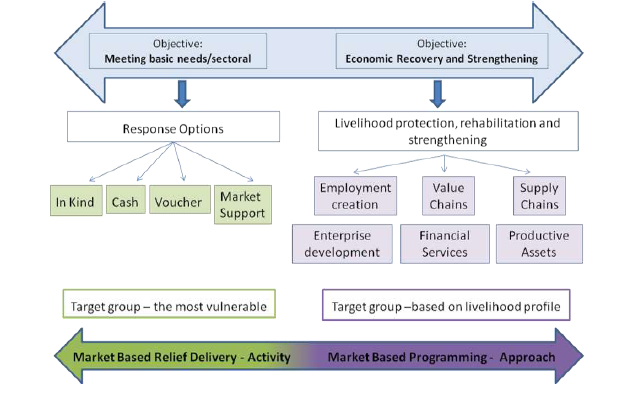 Objective:
Meeting basic needs/sectoral
Objective:
Economic Recovery and Strengthening
Response Options
Livelihood protection, rehabilitation and
strengthening
In Kind
Cash
Voucher
Market
Support
Employment
creation
Value
Chains
Supply
Chains
Enterprise
development
Financial
Services
Productive
Assets
Target group – the most vulnerable
Target group –based on livelihood profile
Market Based Relief Delivery - Activity
Market Based Programming - Approach